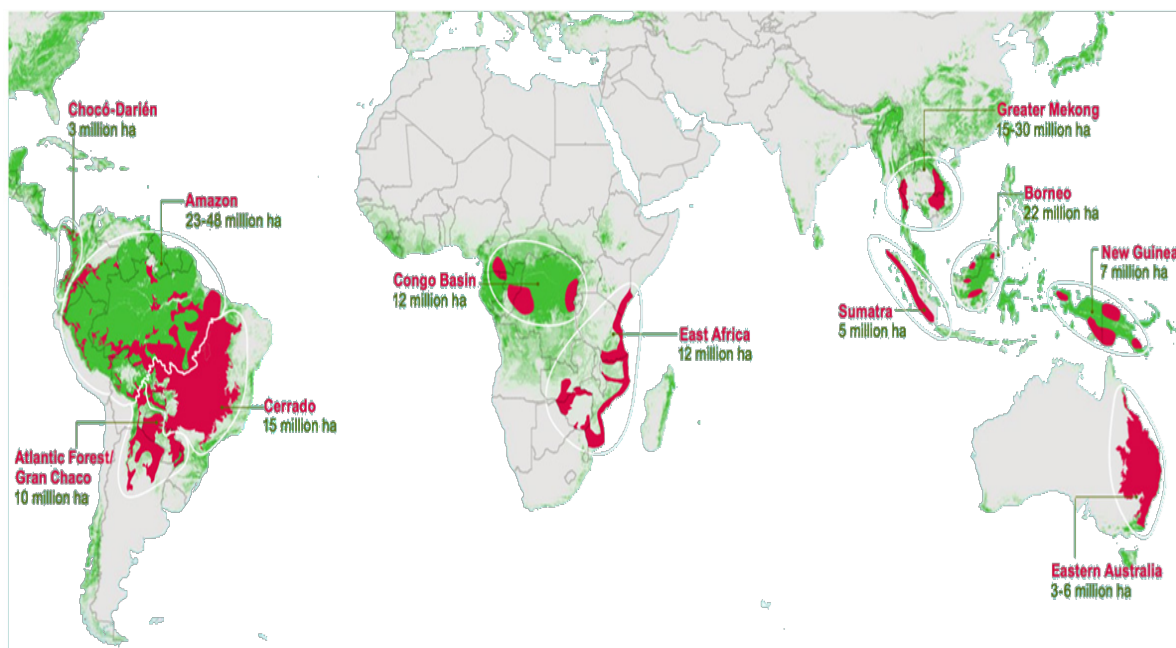 Chocó-Darién
3 million ha
Amazon
23-48 million ha
Cerrado
15 million ha
Atlantic Forest/
Gran Chaco
10 million ha
Congo Basin
12 million ha
East Africa
12 million ha
Greater Mekong
15-30 million ha
Borneo
22 million ha
New Guinea
7 million ha
Sumatra
5 million ha
Eastern Australia
3-6 million ha